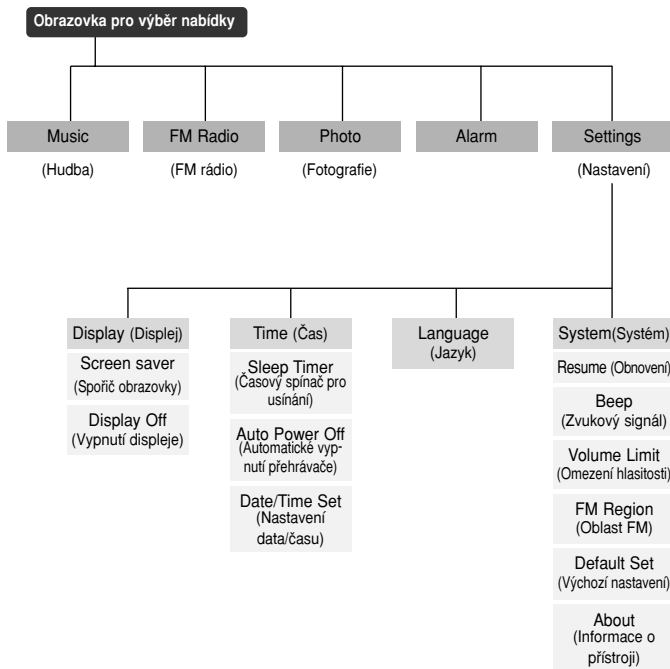 Obrazovka pro výběr nabídky
Music
(Hudba)
FM Radio
(FM rádio)
Photo
(Fotografie)
Alarm
Settings
(Nastavení)
Display (Displej)
Screen saver
(Spořič obrazovky)
Display Off
(Vypnutí displeje)
Time (Čas)
Sleep Timer
(Časový spínač pro
usínání)
Auto Power Off
(Automatické vyp-
nutí přehrávače)
Date/Time Set
(Nastavení
data/času)
Language
(Jazyk)
System(Systém)
Resume (Obnovení)
Beep
(Zvukový signál)
Volume Limit
(Omezení hlasitosti)
FM Region
(Oblast FM)
Default Set
(Výchozí nastavení)
About
(Informace o
přístroji)